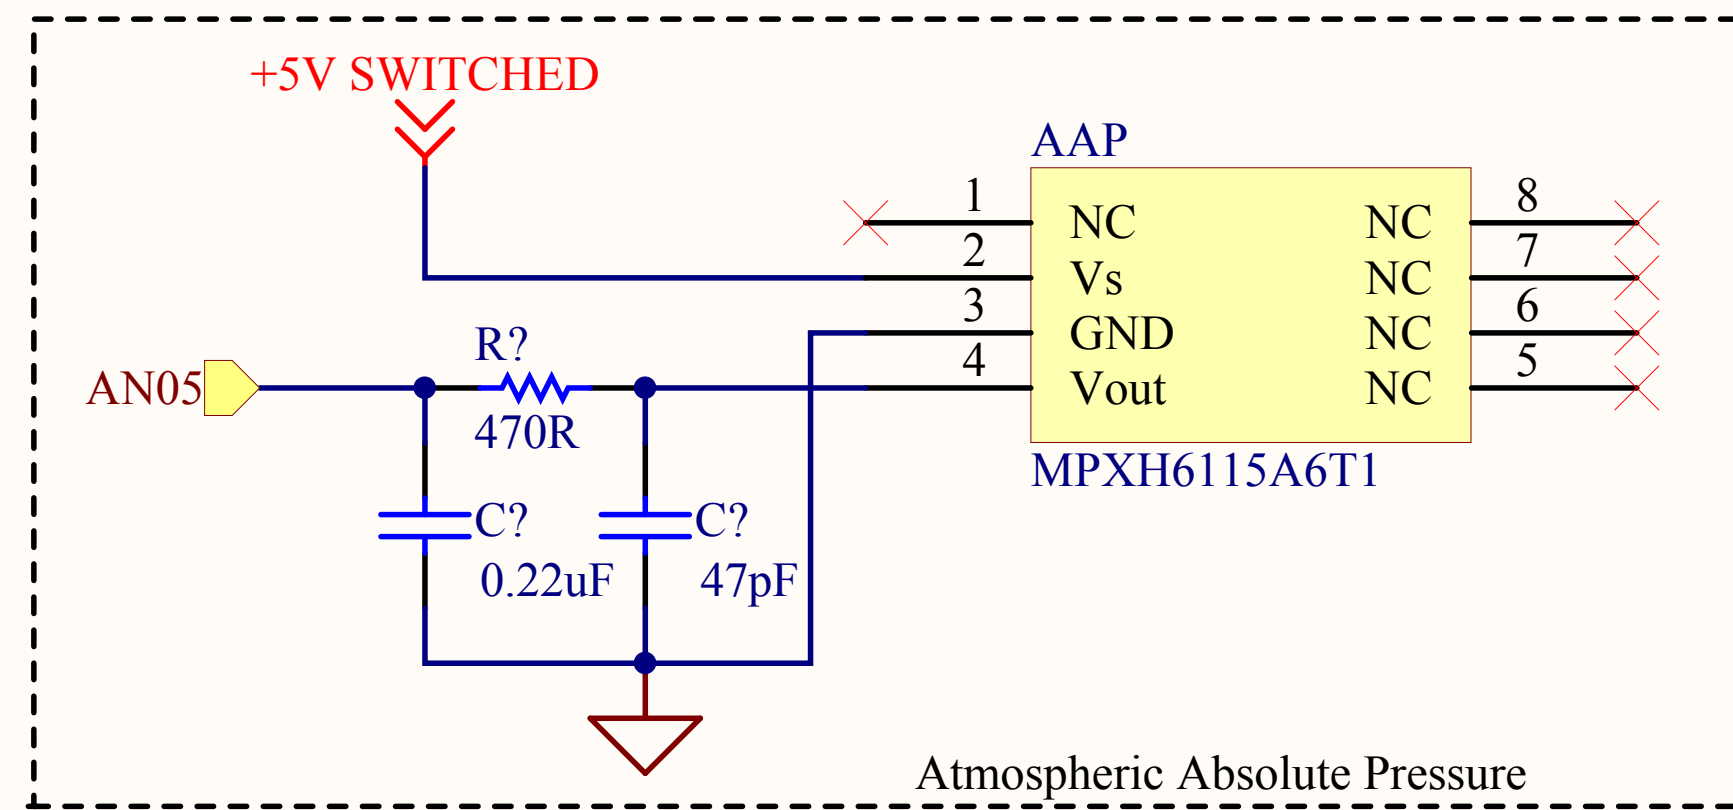 +5V SWITCHED
AAP
1 NC NC 8
2 Vs NC 7
3 GND NC 6
4 Vout NC 5
MPXH6115A6T1
AN05
R?
470R
C?
0.22uF
C?
47pF
Atmospheric Absolute Pressure